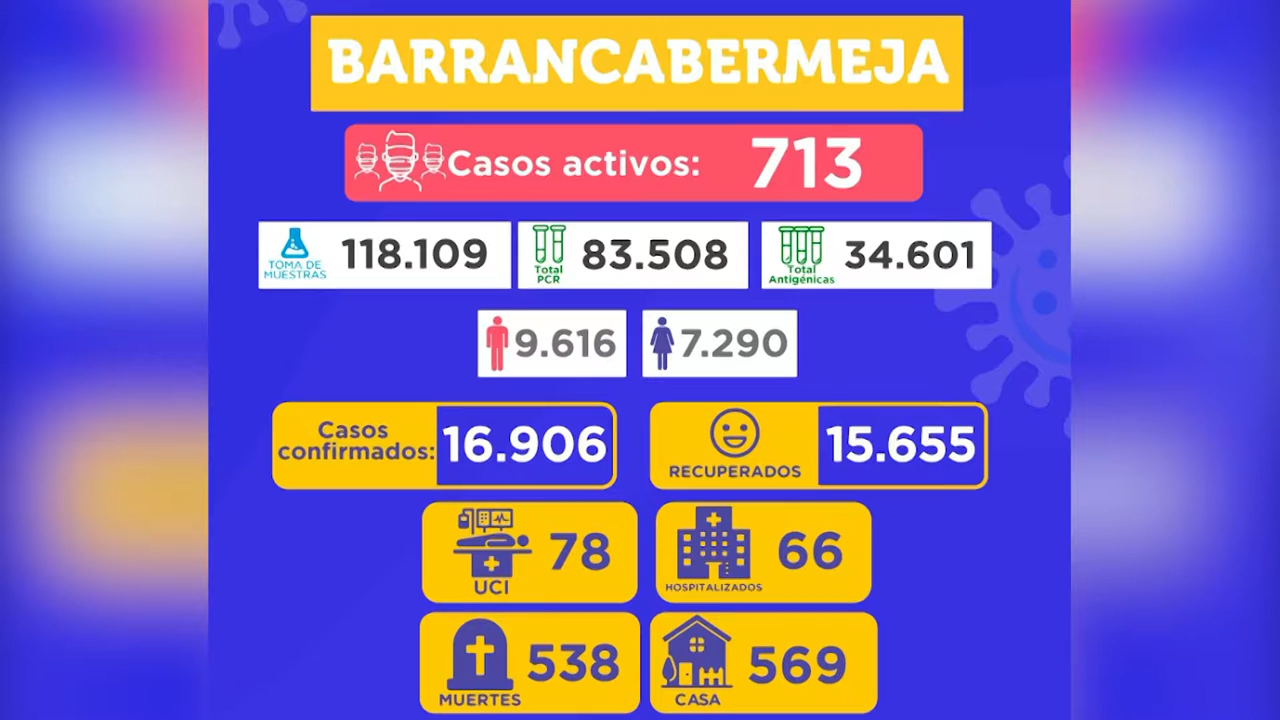 BARRANCABERMEJA
Casos activos: 713
TOMA DE
MUESTRAS
118.109
Total
PCR
83.508
Total
Antigénicas
34.601
9.616
7.290
Casos
confirmados:
16.906
RECUPERADOS
15.655
UCI
78
HOSPITALIZADOS
66
MUERTES
538
CASA
569